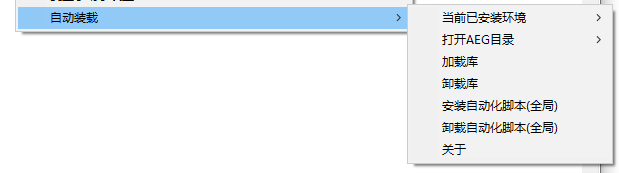 自动装载
当前已安装环境
打开AEG目录
加载库
卸载库
安装自动化脚本(全局)
卸载自动化脚本(全局)
关于